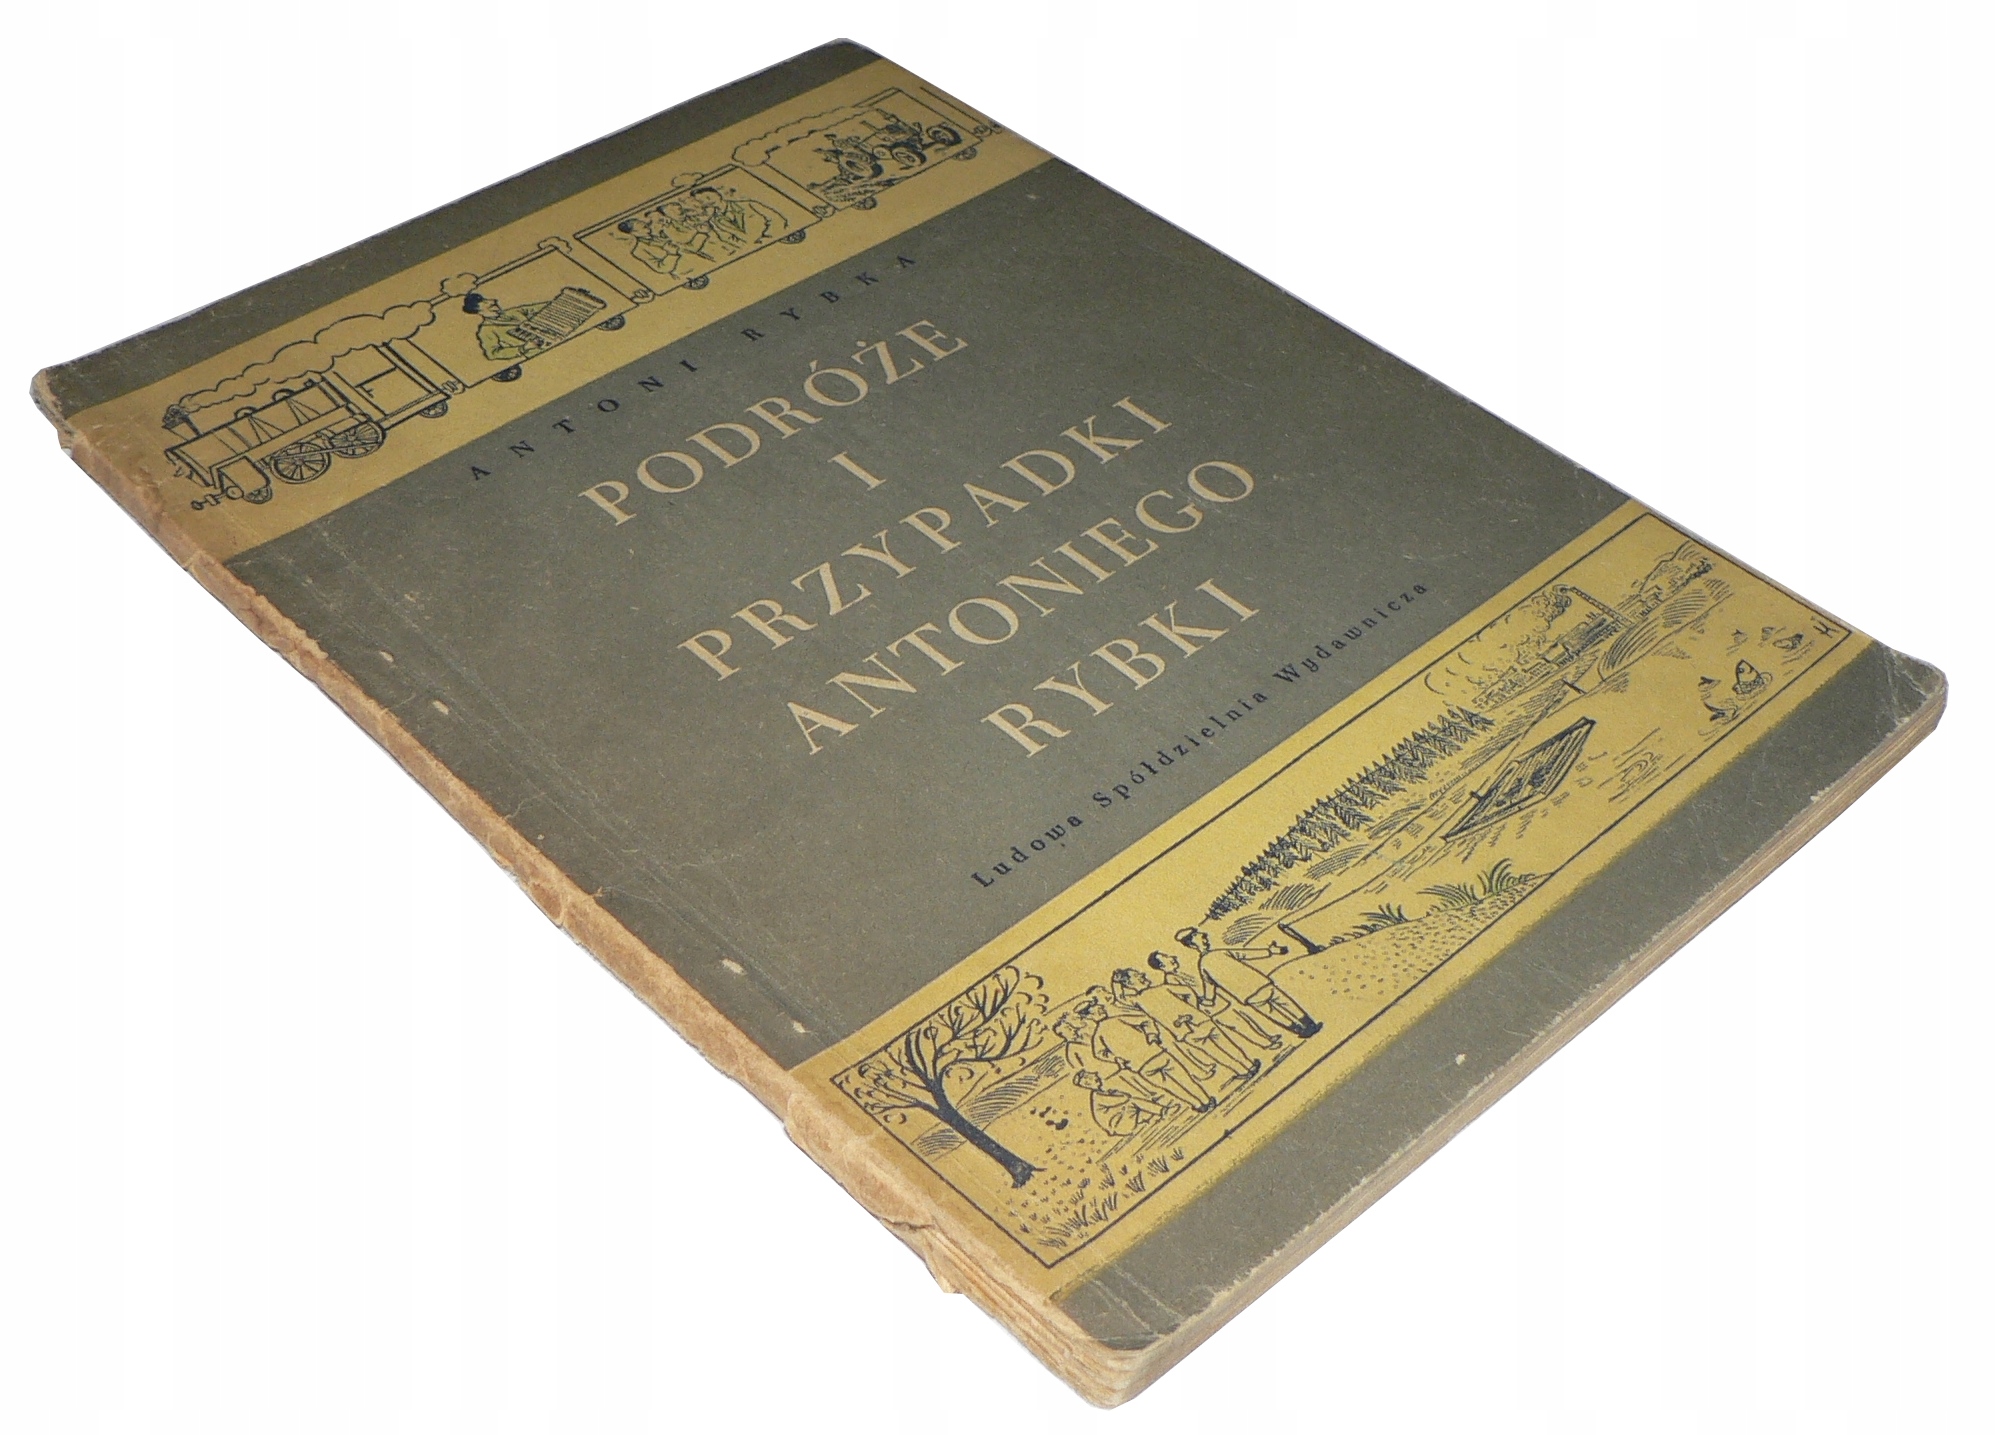 ANTONI RYBKA
PODRÓŻE
I
PRZYPADKI
ANTONIEGO
RYBKI
Ludowa Spółdzielnia Wydawnicza